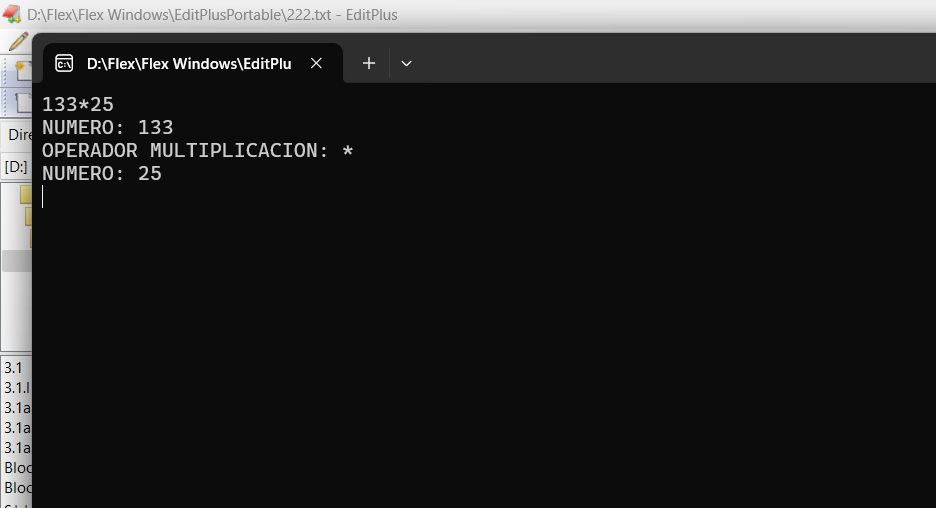 D:\Flex\Flex Windows\EditPlusPortable\222.txt - EditPlus
D:\Flex\Flex Windows\EditPlu
133*25
NUMERO: 133
OPERADOR MULTIPLICACION: *
NUMERO: 25
Dire
[D:]
3.1
3.1.l
3.1a
3.1a
3.1a
Bloc
Bloc